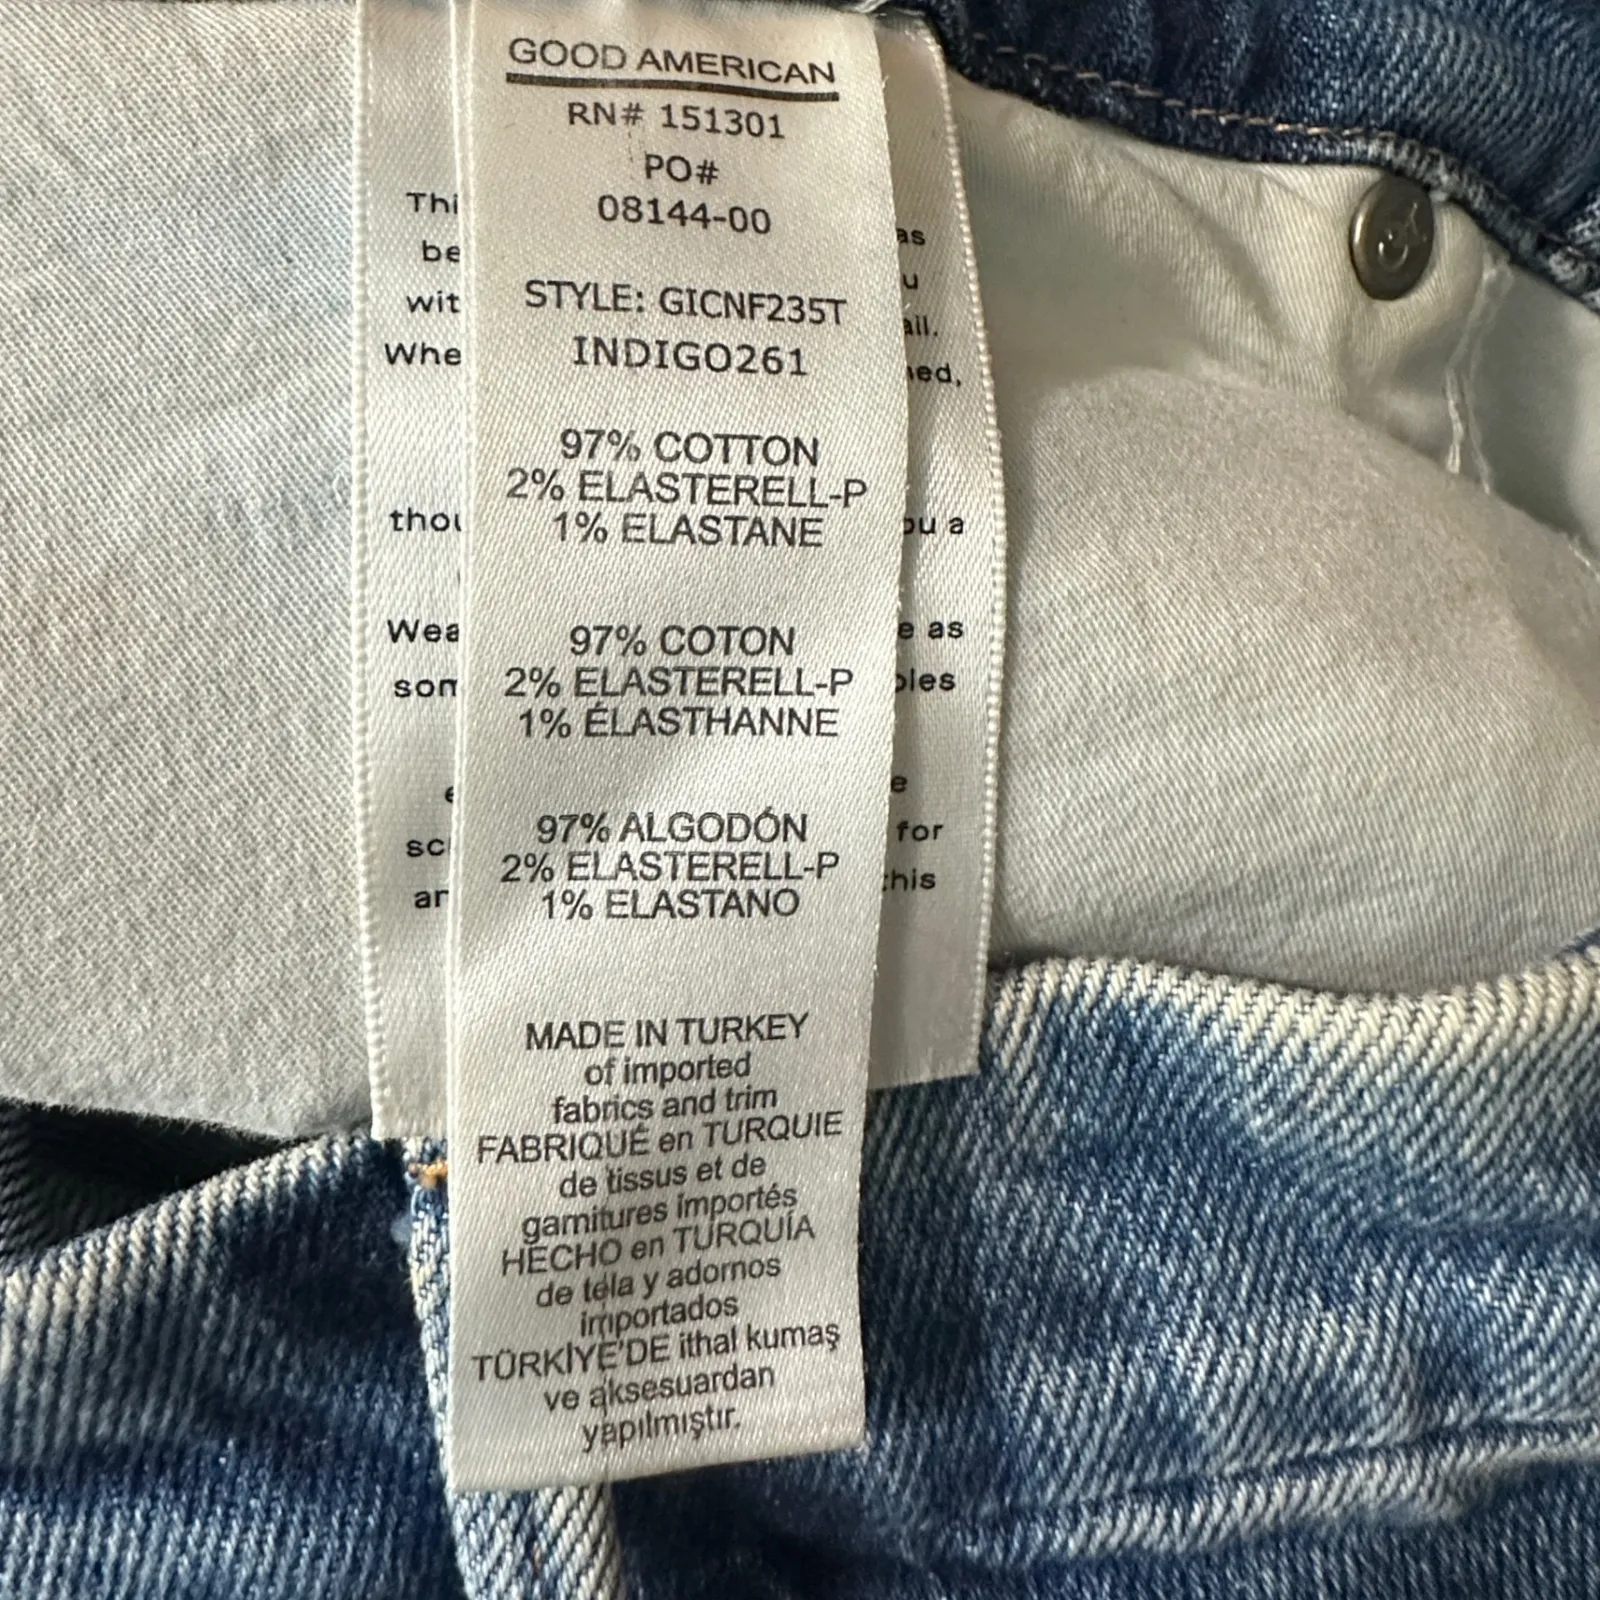 GOOD AMERICAN
RN# 151301
PO#
08144-00
STYLE: GICNF235T
INDIGO261
97% COTTON
2% ELASTERELL-P
1% ELASTANE
97% COTON
2% ELASTERELL-P
1% ÉLASTHANNE
97% ALGODÓN
2% ELASTERELL-P
1% ELASTANO
MADE IN TURKEY
of imported
fabrics and trim
FABRIQUÉ en TURQUIE
de tissus et de
garnitures importés
HECHO en TURQUÍA
de tela y adornos
importados
TÜRKİYE'DE ithal kumaş
ve aksesuardan
yapılmıştır.
as
for